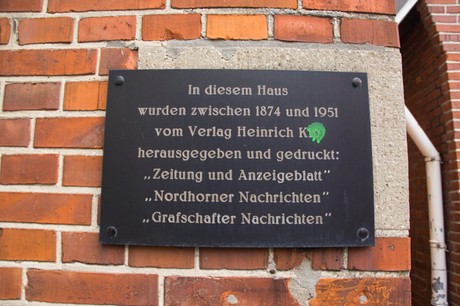 In diesem Haus
wurden zwischen 1874 und 1951
vom Verlag Heinrich
herausgegeben und gedruckt:
„Zeitung und Anzeigeblatt”
„Nordhorner Nachrichten”
„Grafschafter Nachrichten”